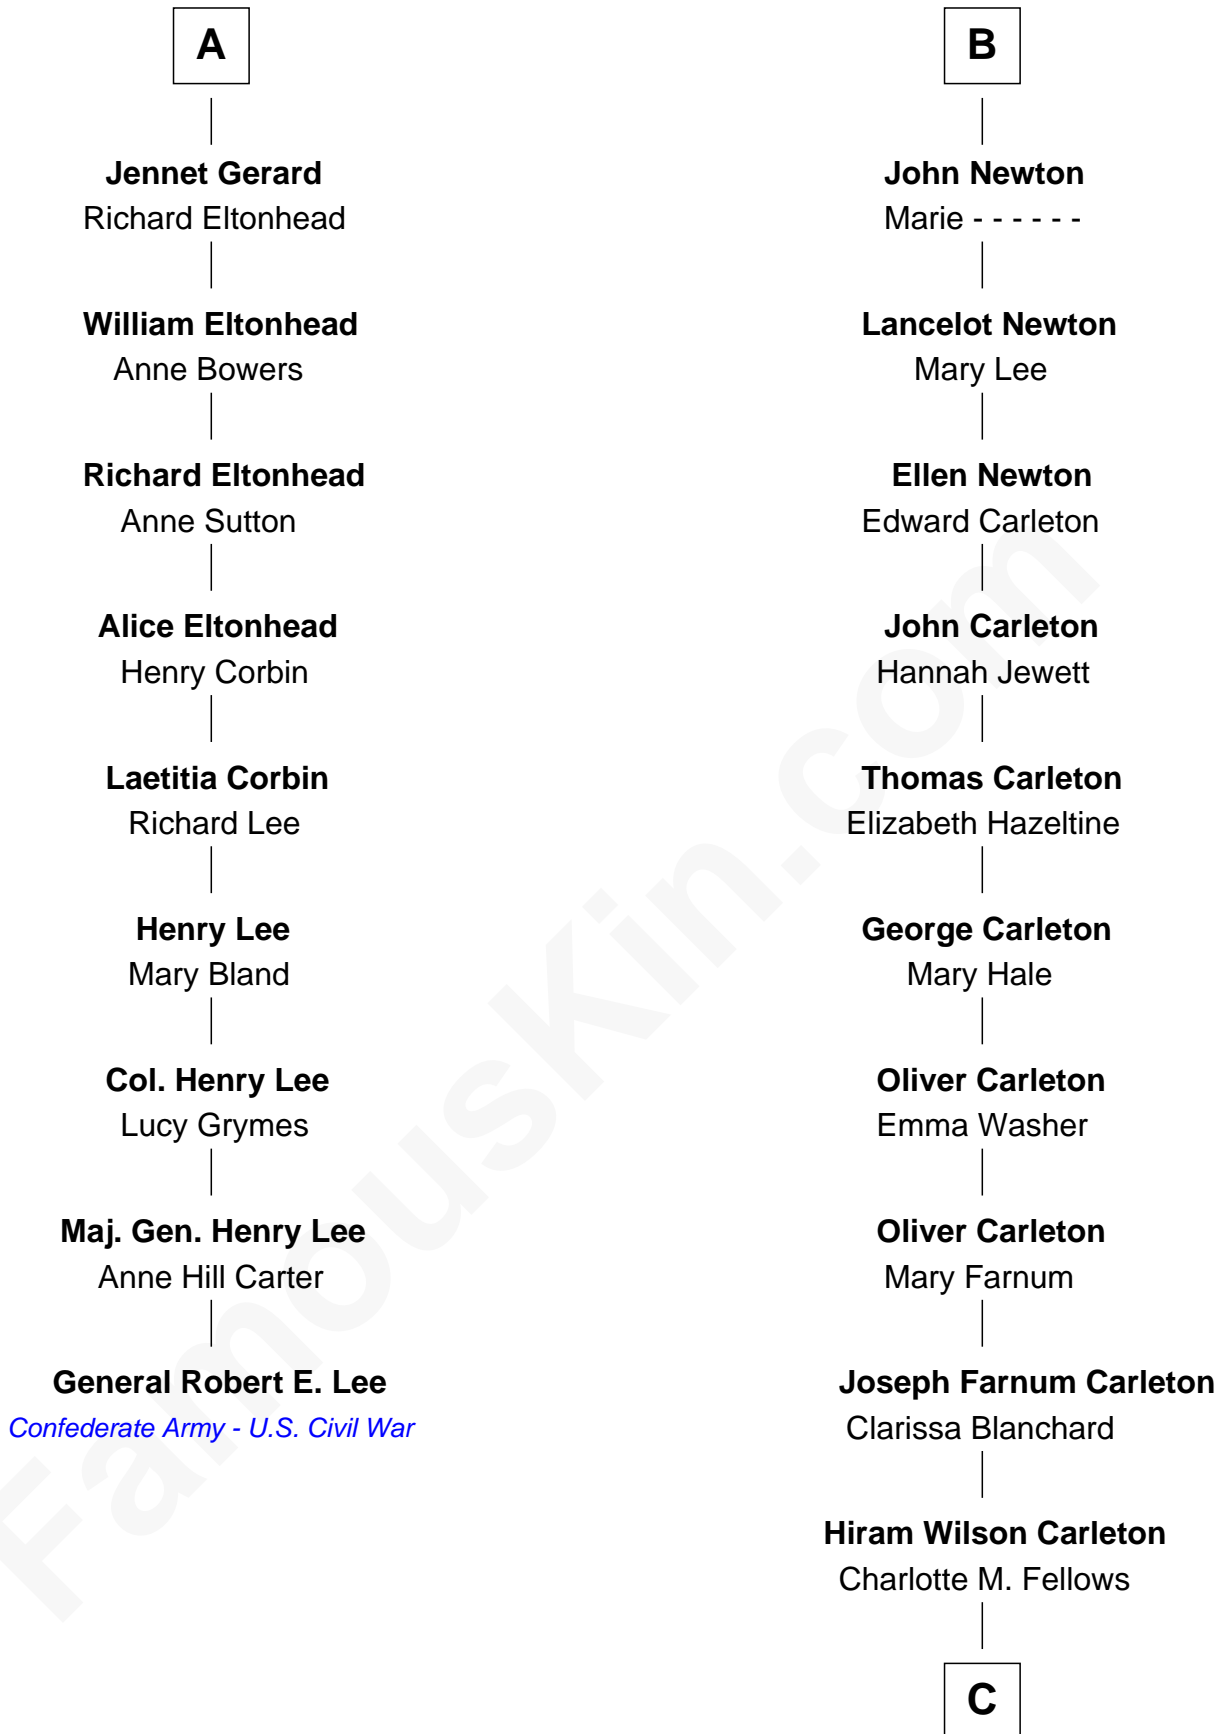 A
Jennet Gerard
Richard Eltonhead
William Eltonhead
Anne Bowers
Richard Eltonhead
Anne Sutton
Alice Eltonhead
Henry Corbin
Laetitia Corbin
Richard Lee
Henry Lee
Mary Bland
Col. Henry Lee
Lucy Grymes
Maj. Gen. Henry Lee
Anne Hill Carter
General Robert E. Lee
Confederate Army - U.S. Civil War
B
John Newton
Marie - - - - - -
Lancelot Newton
Mary Lee
Ellen Newton
Edward Carleton
John Carleton
Hannah Jewett
Thomas Carleton
Elizabeth Hazeltine
George Carleton
Mary Hale
Oliver Carleton
Emma Washer
Oliver Carleton
Mary Farnum
Joseph Farnum Carleton
Clarissa Blanchard
Hiram Wilson Carleton
Charlotte M. Fellows
C
FamousKin.com